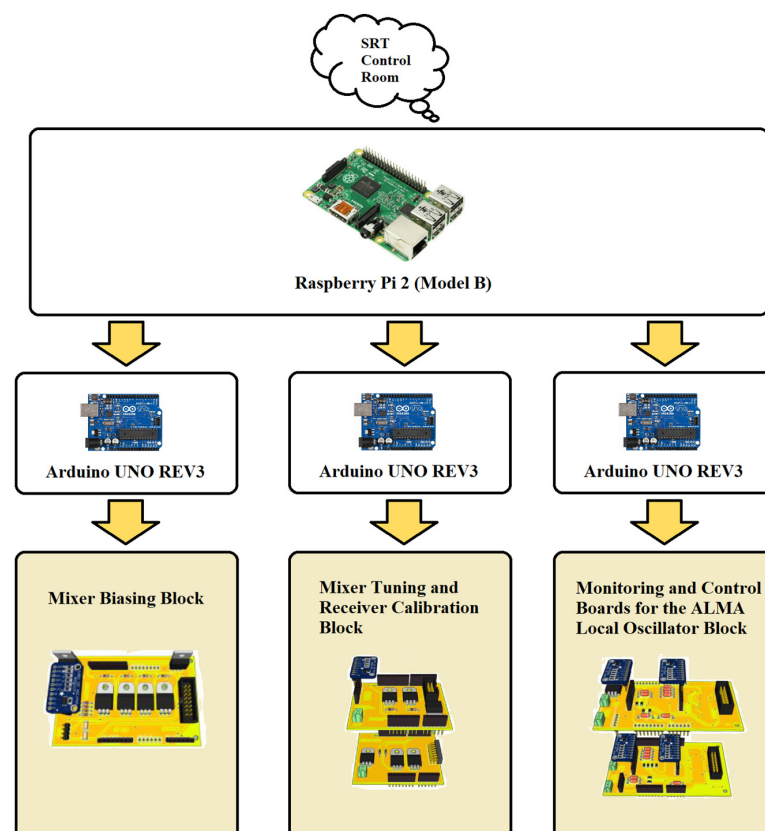 SRT
Control
Room
Raspberry Pi 2 (Model B)
Arduino UNO REV3
Arduino UNO REV3
Arduino UNO REV3
Mixer Biasing Block
Mixer Tuning and
Receiver Calibration
Block
Monitoring and Control
Boards for the ALMA
Local Oscillator Block